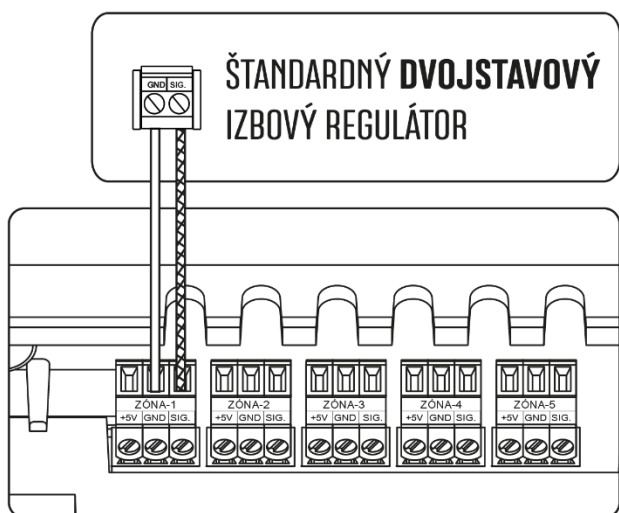 GND SIG.
ŠTANDARDNÝ DVOJSTAVOVÝ
IZBOVÝ REGULÁTOR
ZÓNA-1 ZÓNA-2 ZÓNA-3 ZÓNA-4 ZÓNA-5
+5V GND SIG. +5V GND SIG. +5V GND SIG. +5V GND SIG. +5V GND SIG.